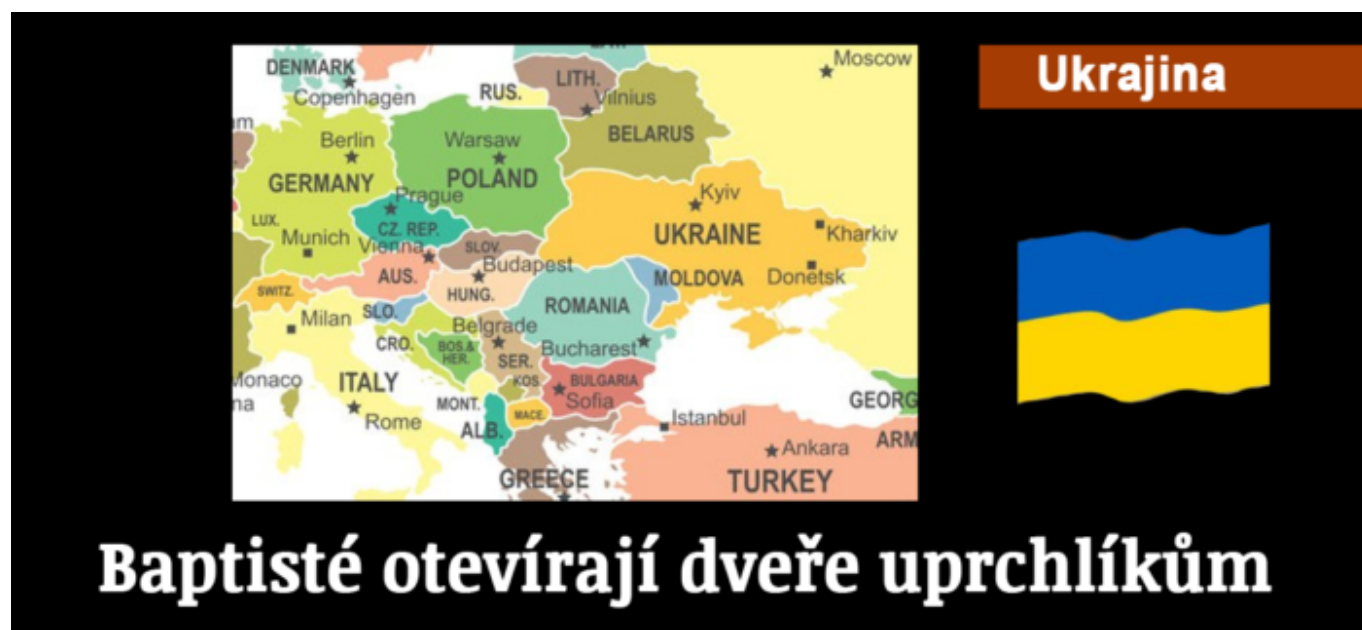 Ukrajina
Moscow
DENMARK
Copenhagen
RUS.
LITH.
Vilnius
BELARUS
Berlin
Warsaw
GERMANY
POLAND
Prague
Kyiv
LUX.
CZ. REP.
UKRAINE
Kharkiv
Munich
Vienna
SLOV.
Budapest
AUS.
MOLDOVA
Donetsk
SWITZ.
HUNG.
ROMANIA
SLO.
Milan
Belgrade
CRO.
BOS.&
HER.
SER.
Bucharest
Monaco
ITALY
KOS.
BULGARIA
Sofia
GEORG
na
MONT.
MACE.
Rome
ALB.
Istanbul
ARM
Ankara
GREECE
TURKEY
Baptisté otevírají dveře uprchlíkům